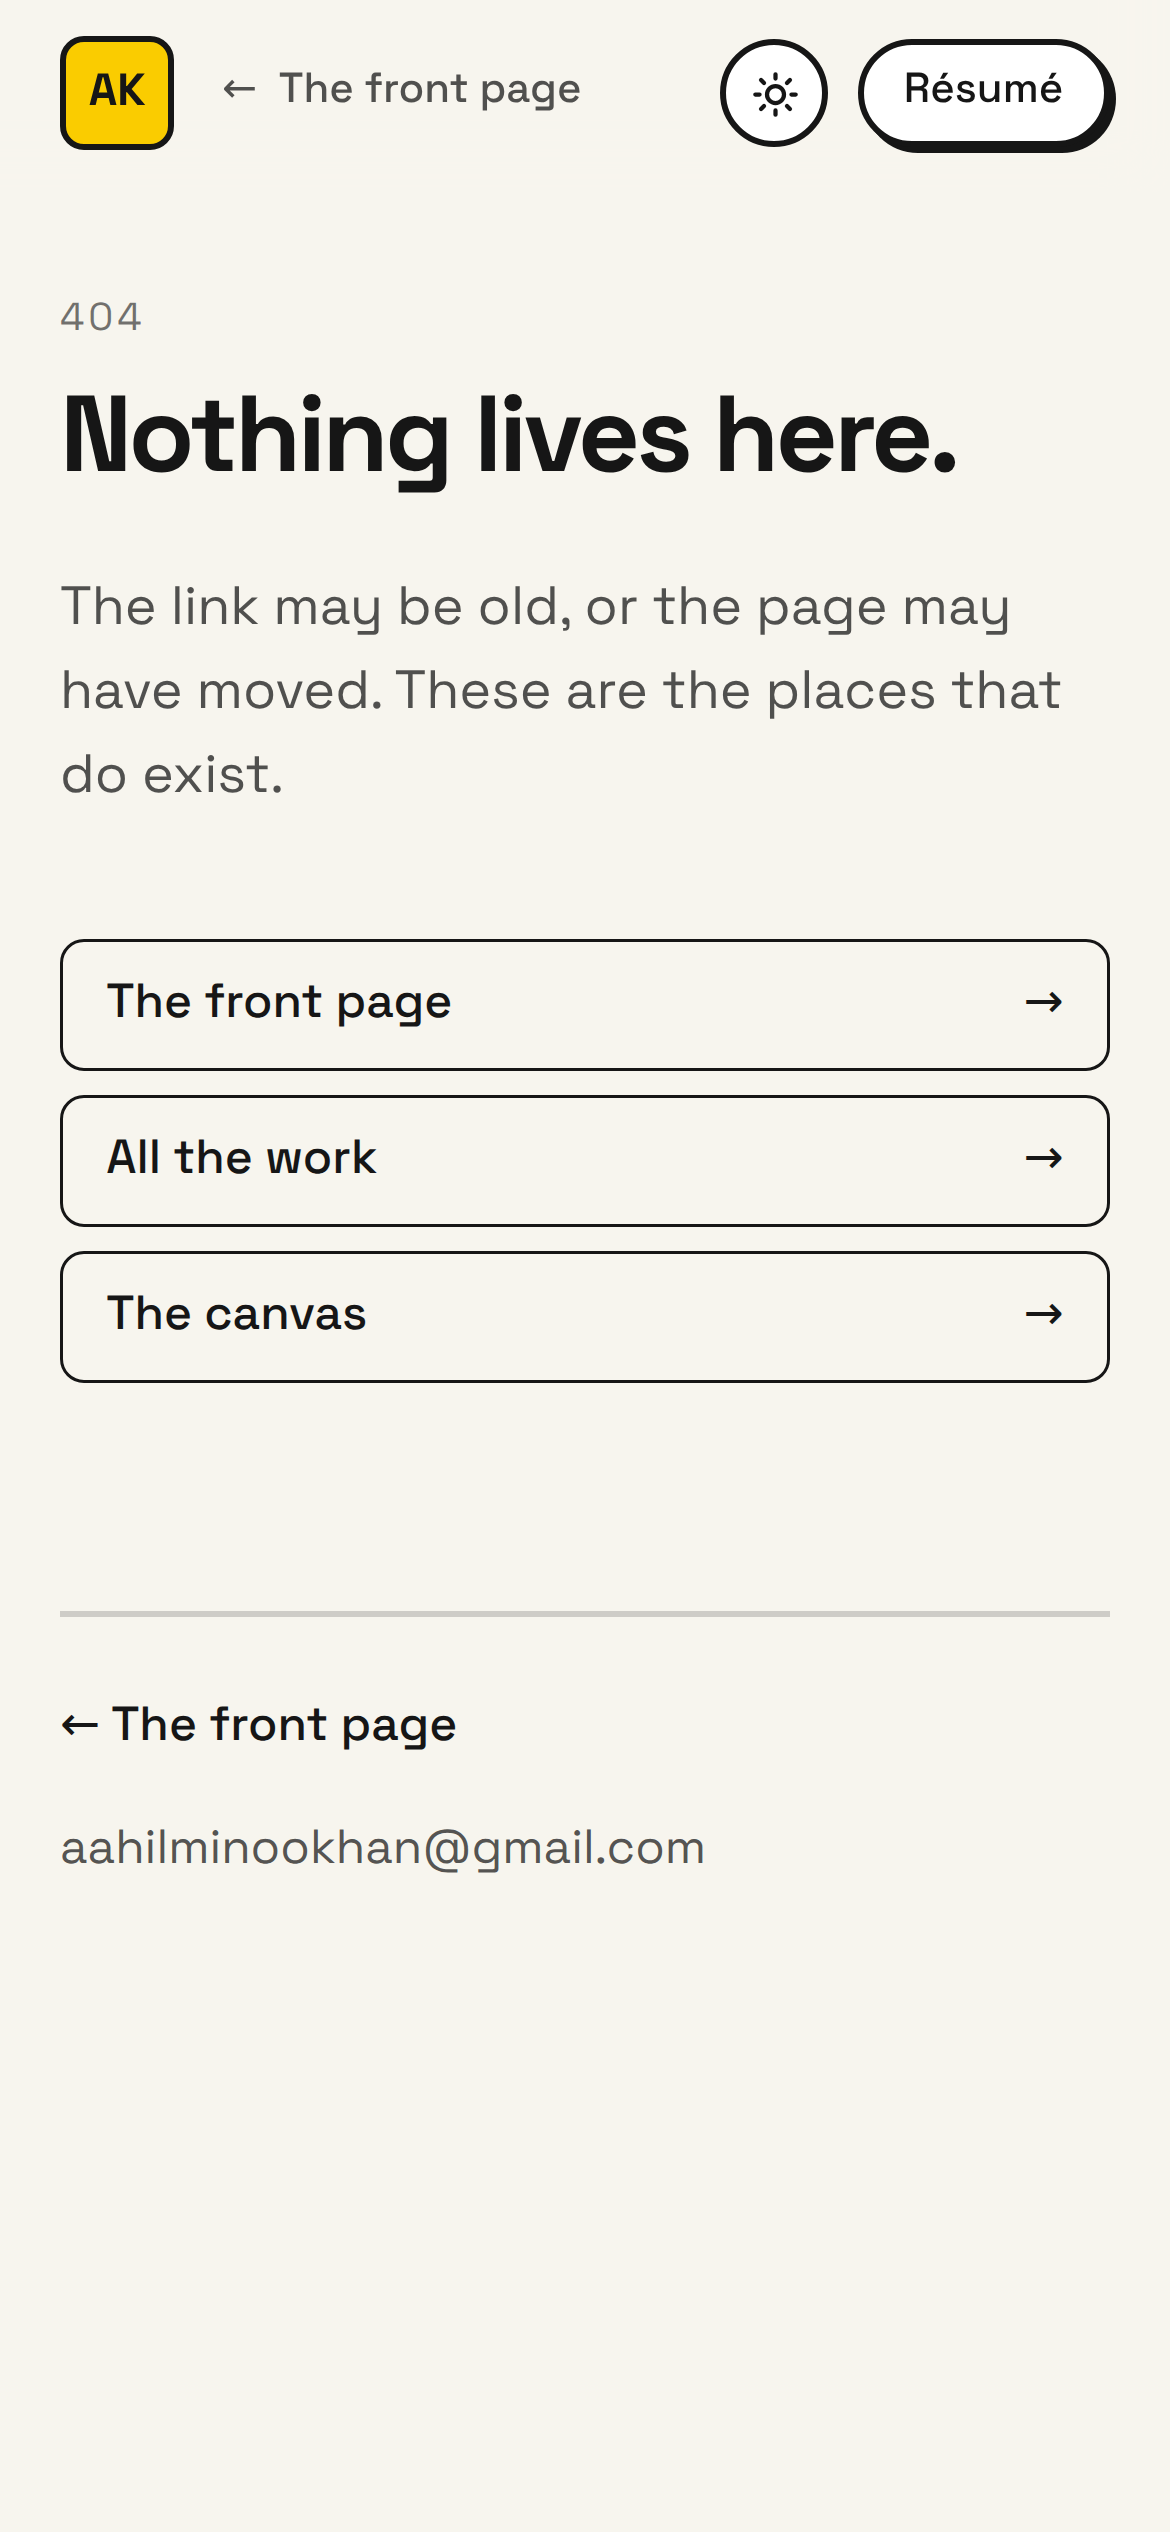 AK
← The front page
Résumé
404
Nothing lives here.
The link may be old, or the page may
have moved. These are the places that
do exist.
The front page →
All the work →
The canvas →
← The front page
aahilminookhan@gmail.com